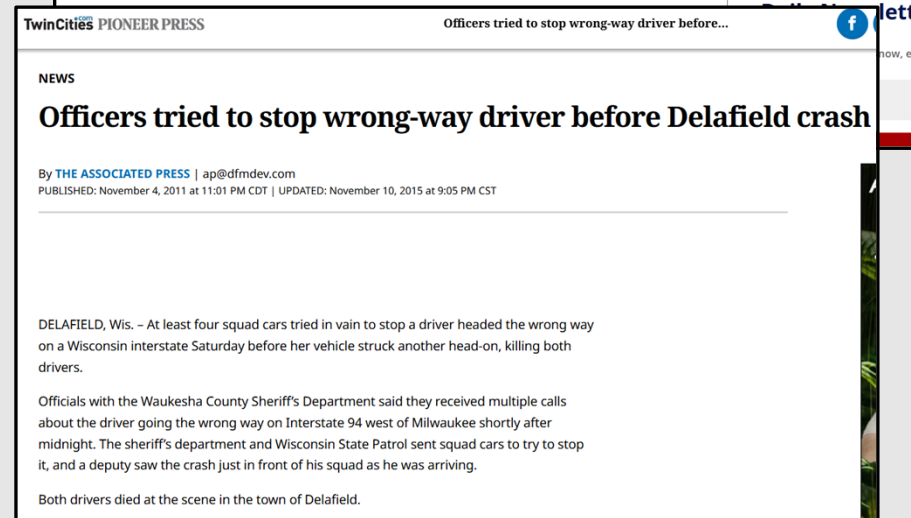 TwinCities.com PIONEER PRESS
Officers tried to stop wrong-way driver before...
f
now, e
NEWS
Officers tried to stop wrong-way driver before Delafield crash
By THE ASSOCIATED PRESS | ap@dfmdev.com
PUBLISHED: November 4, 2011 at 11:01 PM CDT | UPDATED: November 10, 2015 at 9:05 PM CST
DELAFIELD, Wis. – At least four squad cars tried in vain to stop a driver headed the wrong way
on a Wisconsin interstate Saturday before her vehicle struck another head-on, killing both
drivers.
Officials with the Waukesha County Sheriff's Department said they received multiple calls
about the driver going the wrong way on Interstate 94 west of Milwaukee shortly after
midnight. The sheriff's department and Wisconsin State Patrol sent squad cars to try to stop
it, and a deputy saw the crash just in front of his squad as he was arriving.
Both drivers died at the scene in the town of Delafield.